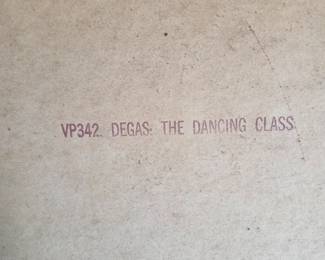 VP342. DEGAS: THE DANCING CLASS